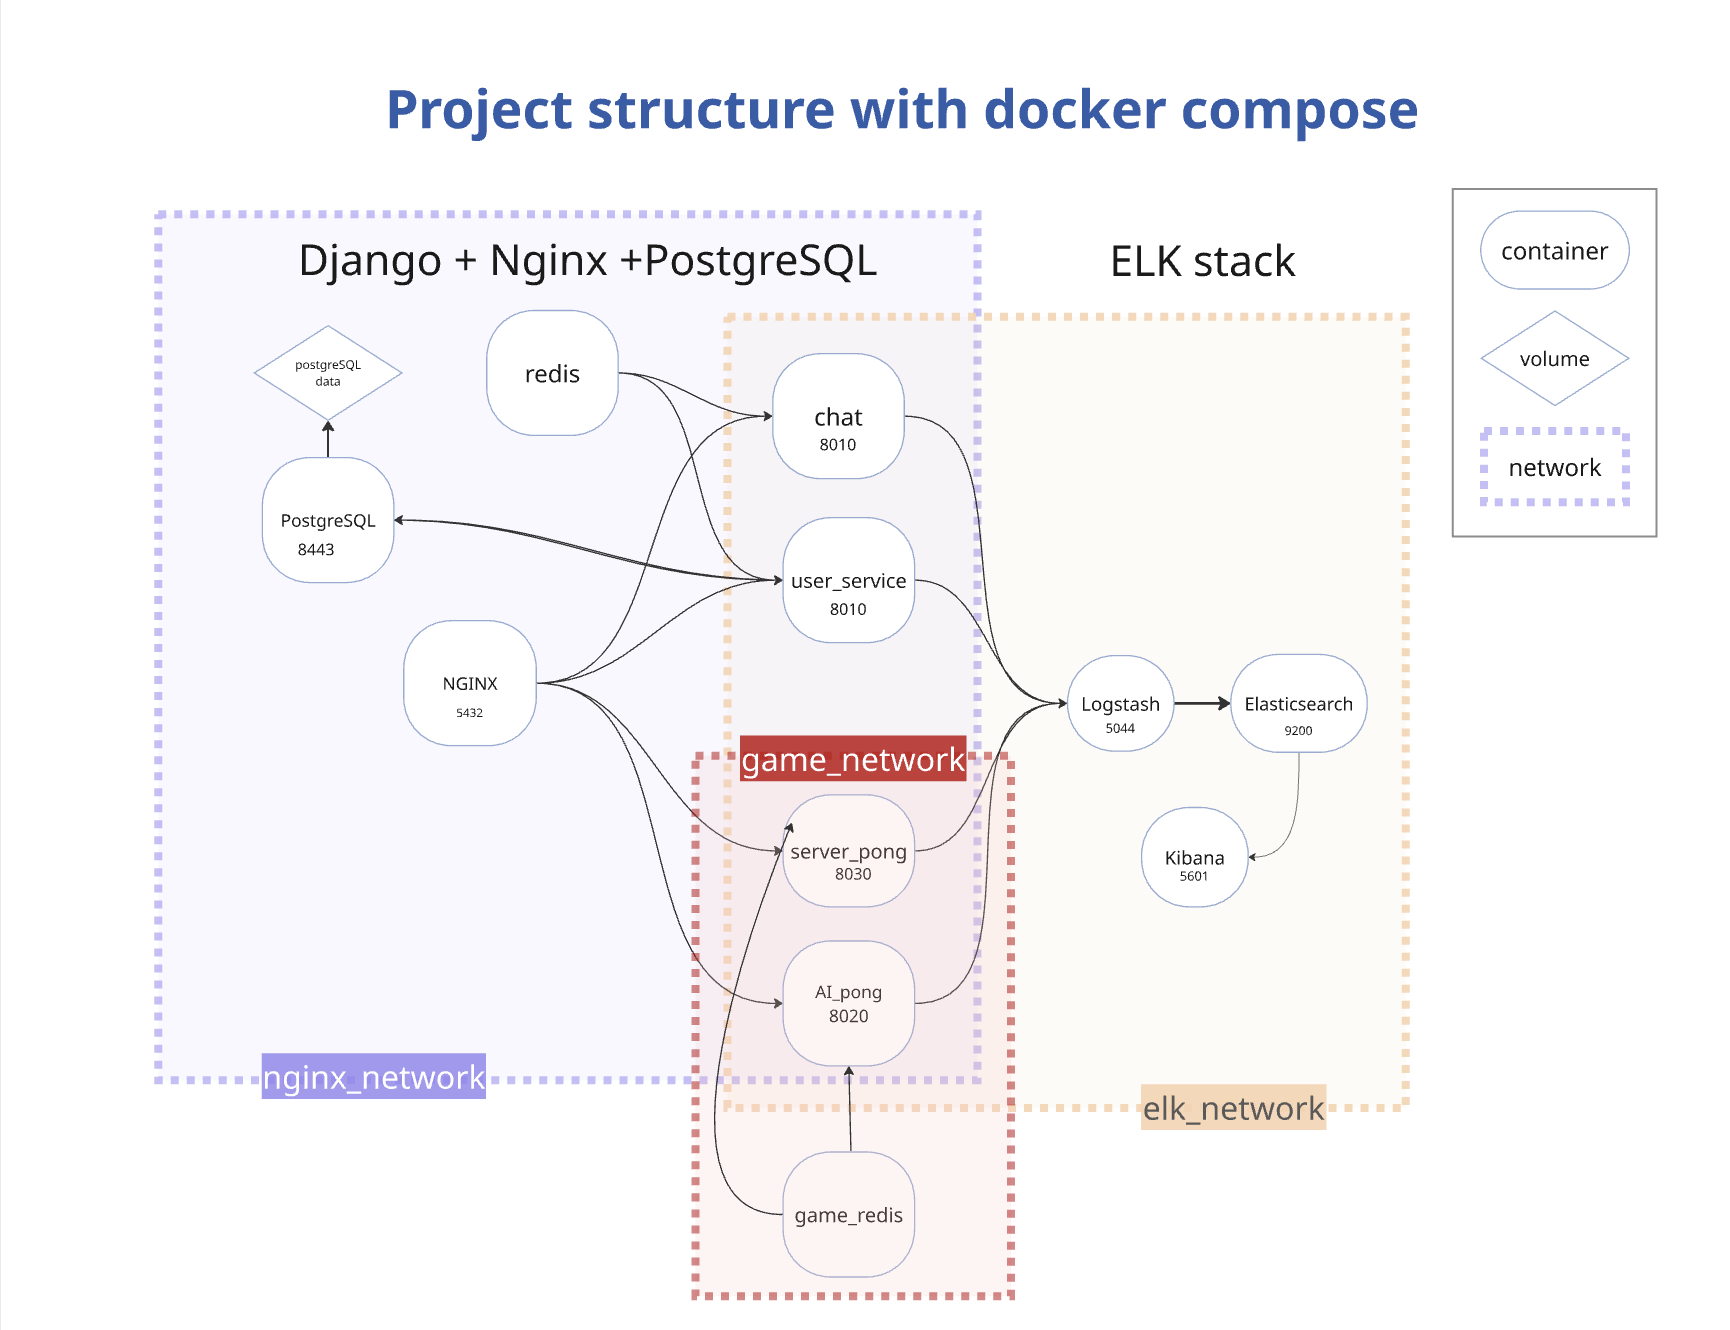 Project structure with docker compose
Django + Nginx +PostgreSQL
ELK stack
container
volume
network
postgreSQL
data
redis
chat
8010
PostgreSQL
8443
user_service
8010
NGINX
5432
Logstash
5044
Elasticsearch
9200
game_network
server_pong
8030
Kibana
5601
AI_pong
8020
nginx_network
elk_network
game_redis